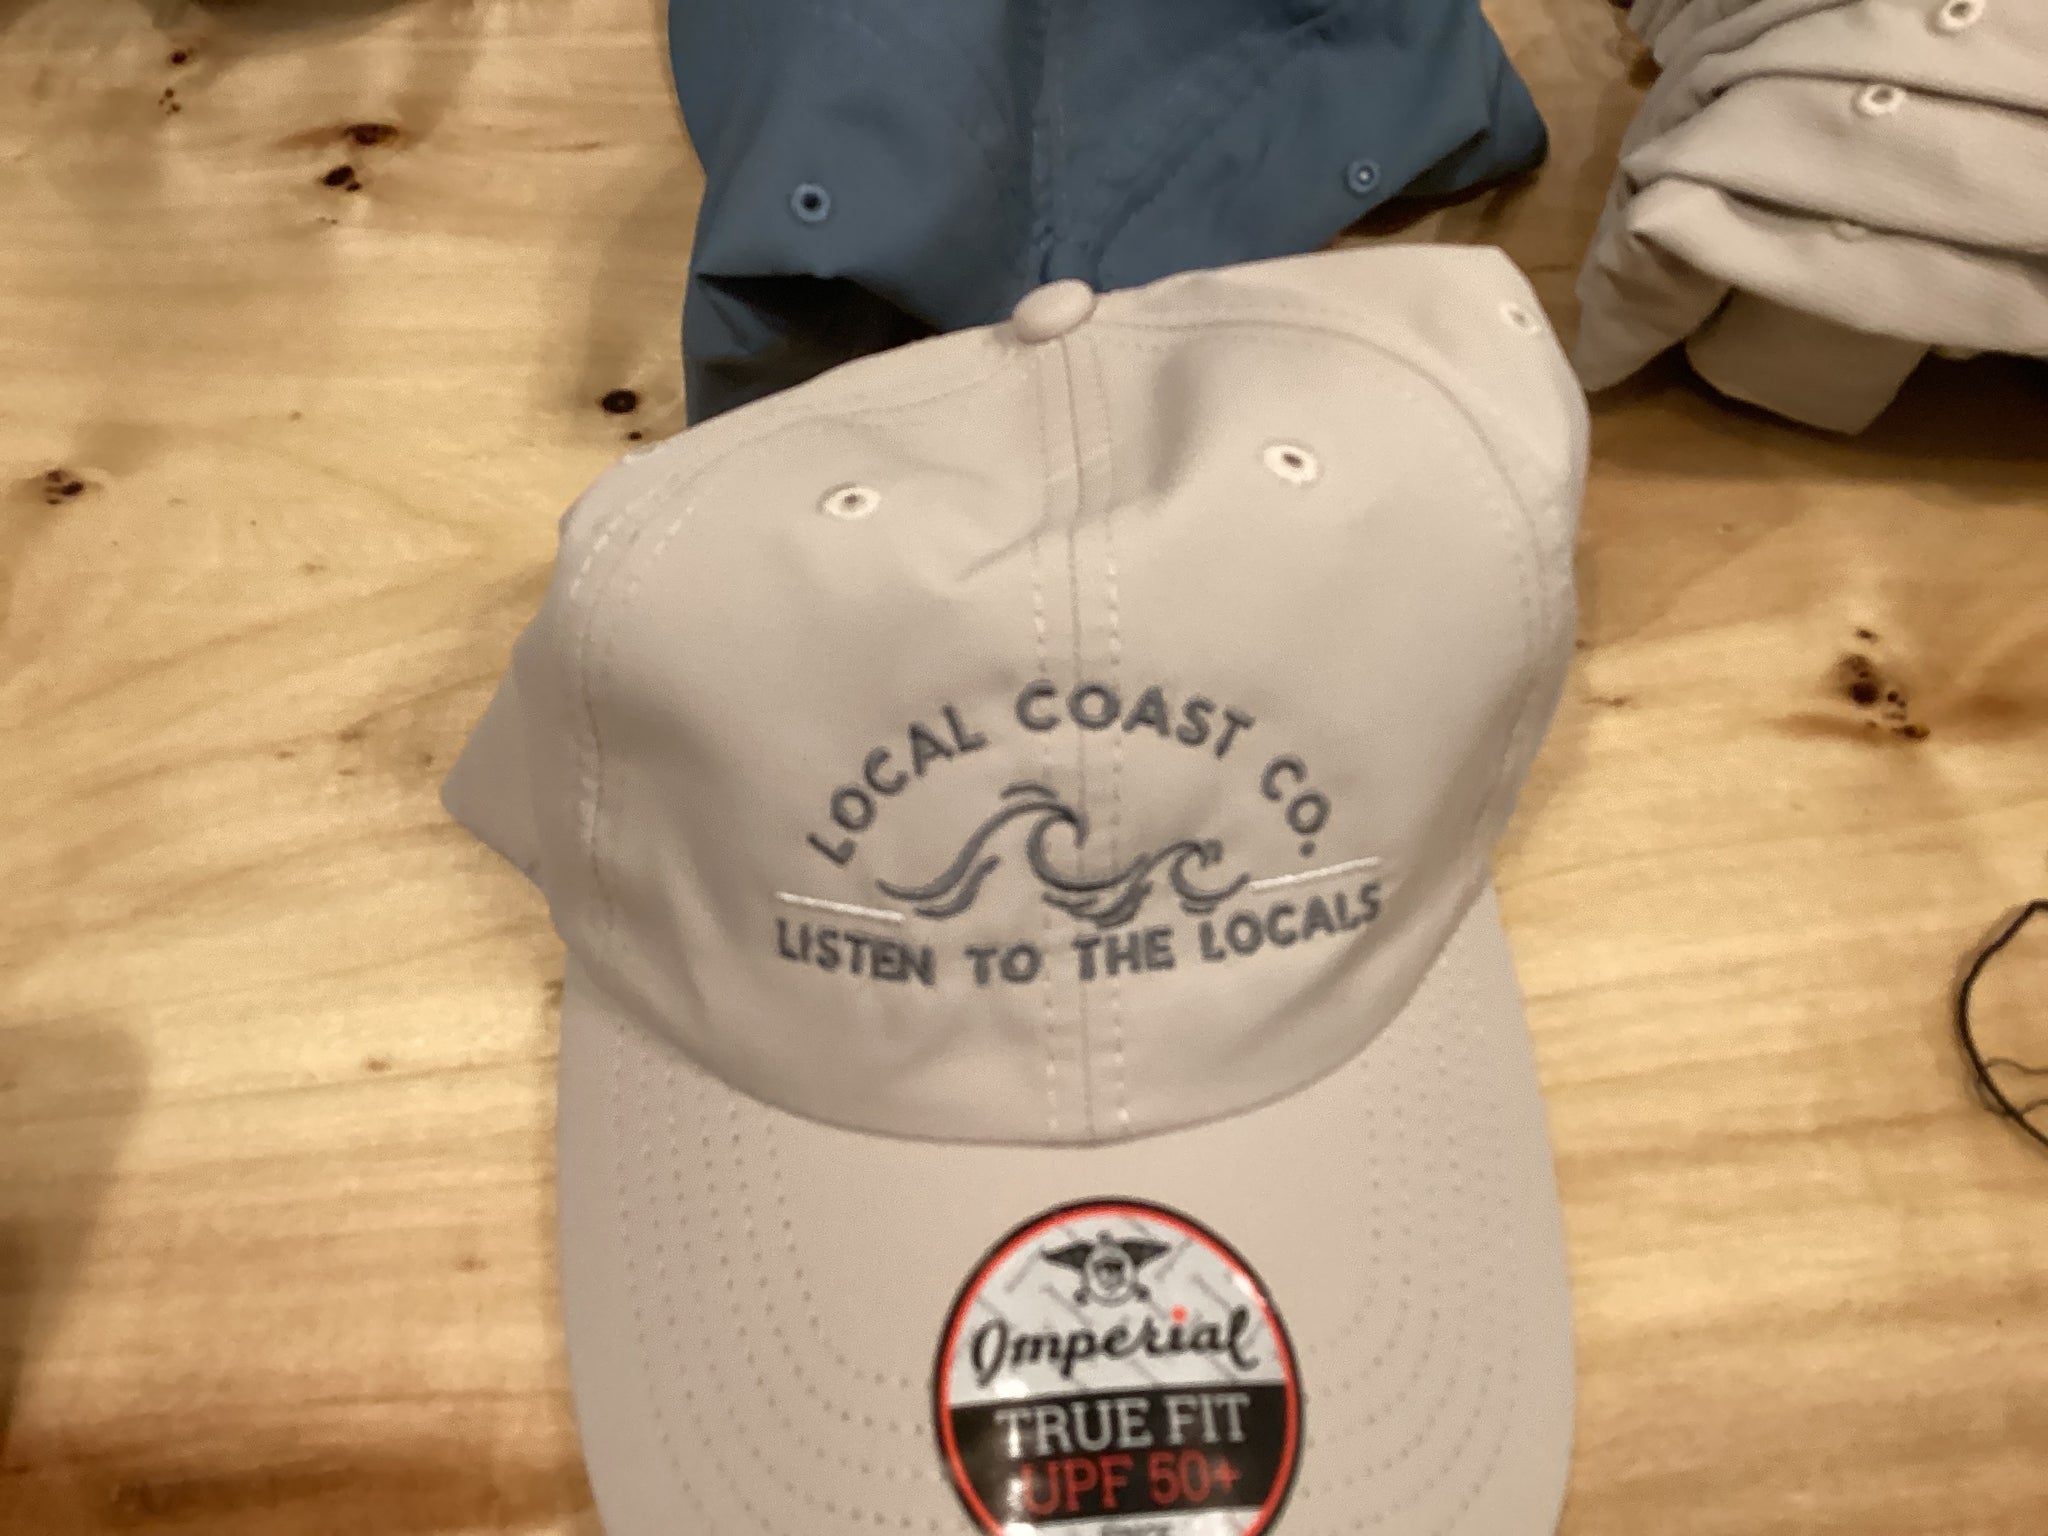 LOCAL COAST CO.
LISTEN TO THE LOCALS
Imperial
TRUE FIT
UPF 50+